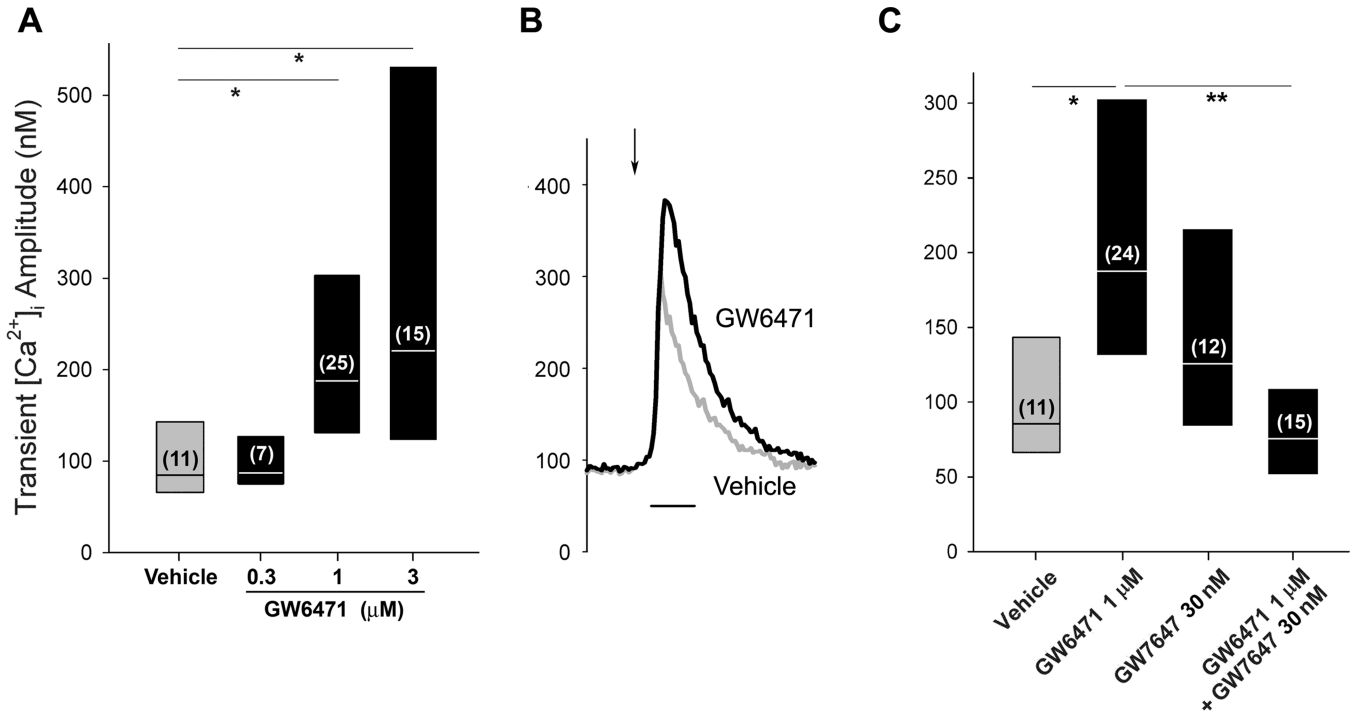 A
Transient [Ca2+]i Amplitude (nM)
500
400
300
200
100
0
*
*
(11)
(7)
(25)
(15)
Vehicle
0.3
1
3
GW6471 (μM)
B
400
300
200
100
0
GW6471
Vehicle
C
300
250
200
150
100
50
0
*
**
(11)
(24)
(12)
(15)
Vehicle
GW6471 1 μM
GW7647 30 nM
GW6471 1 μM
+ GW7647 30 nM